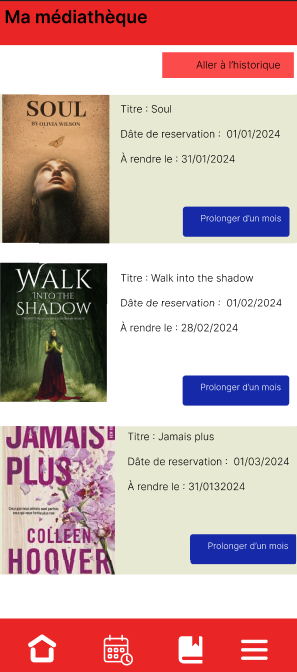 Ma médiathèque
Aller à l'historique
SOUL
BY OLIVIA WILSON
Titre : Soul
Dâte de reservation : 01/01/2024
À rendre le : 31/01/2024
Prolonger d'un mois
WALK
INTO THE
SHADOW
Titre : Walk into the shadow
Dâte de reservation : 01/02/2024
À rendre le : 28/02/2024
Prolonger d'un mois
JAMAIS
PLUS
COLLEEN
HOOVER
Titre : Jamais plus
Dâte de reservation : 01/03/2024
À rendre le : 31/0132024
Prolonger d'un mois